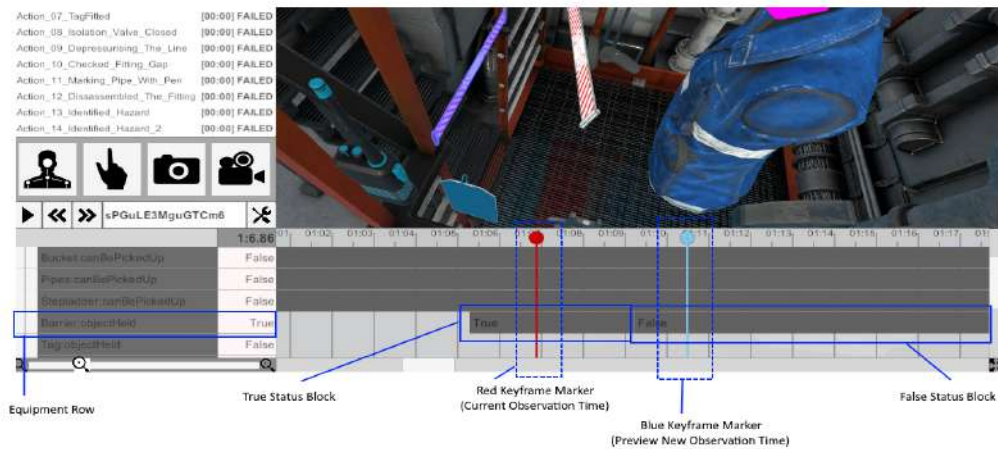 Action_07_TagFitted [00:00] FAILED
Action_08_Isolation_Valve_Closed [00:00] FAILED
Action_09_Depressurising_The_Line [00:00] FAILED
Action_10_Checked_Fitting_Gap [00:00] FAILED
Action_11_Marking_Pipe_With_Pen [00:00] FAILED
Action_12_Dissassembled_The_Fitting [00:00] FAILED
Action_13_Identified_Hazard [00:00] FAILED
Action_14_Identified_Hazard_2 [00:00] FAILED
sPGuLE3MguGTCm6
1:6.86 01:02 01:03 01:04 01:05 01:06 01:08 01:09 01:10 01:11 01:12 01:13 01:14 01:15 01:16 01:17
Bucket:canBePickedUp False
Pipes:canBePickedUp False
Stepladder:canBePickedUp False
Barrier:objectHeld True True False
Tag:objectHeld False
Equipment Row
True Status Block
Red Keyframe Marker
(Current Observation Time)
False Status Block
Blue Keyframe Marker
(Preview New Observation Time)